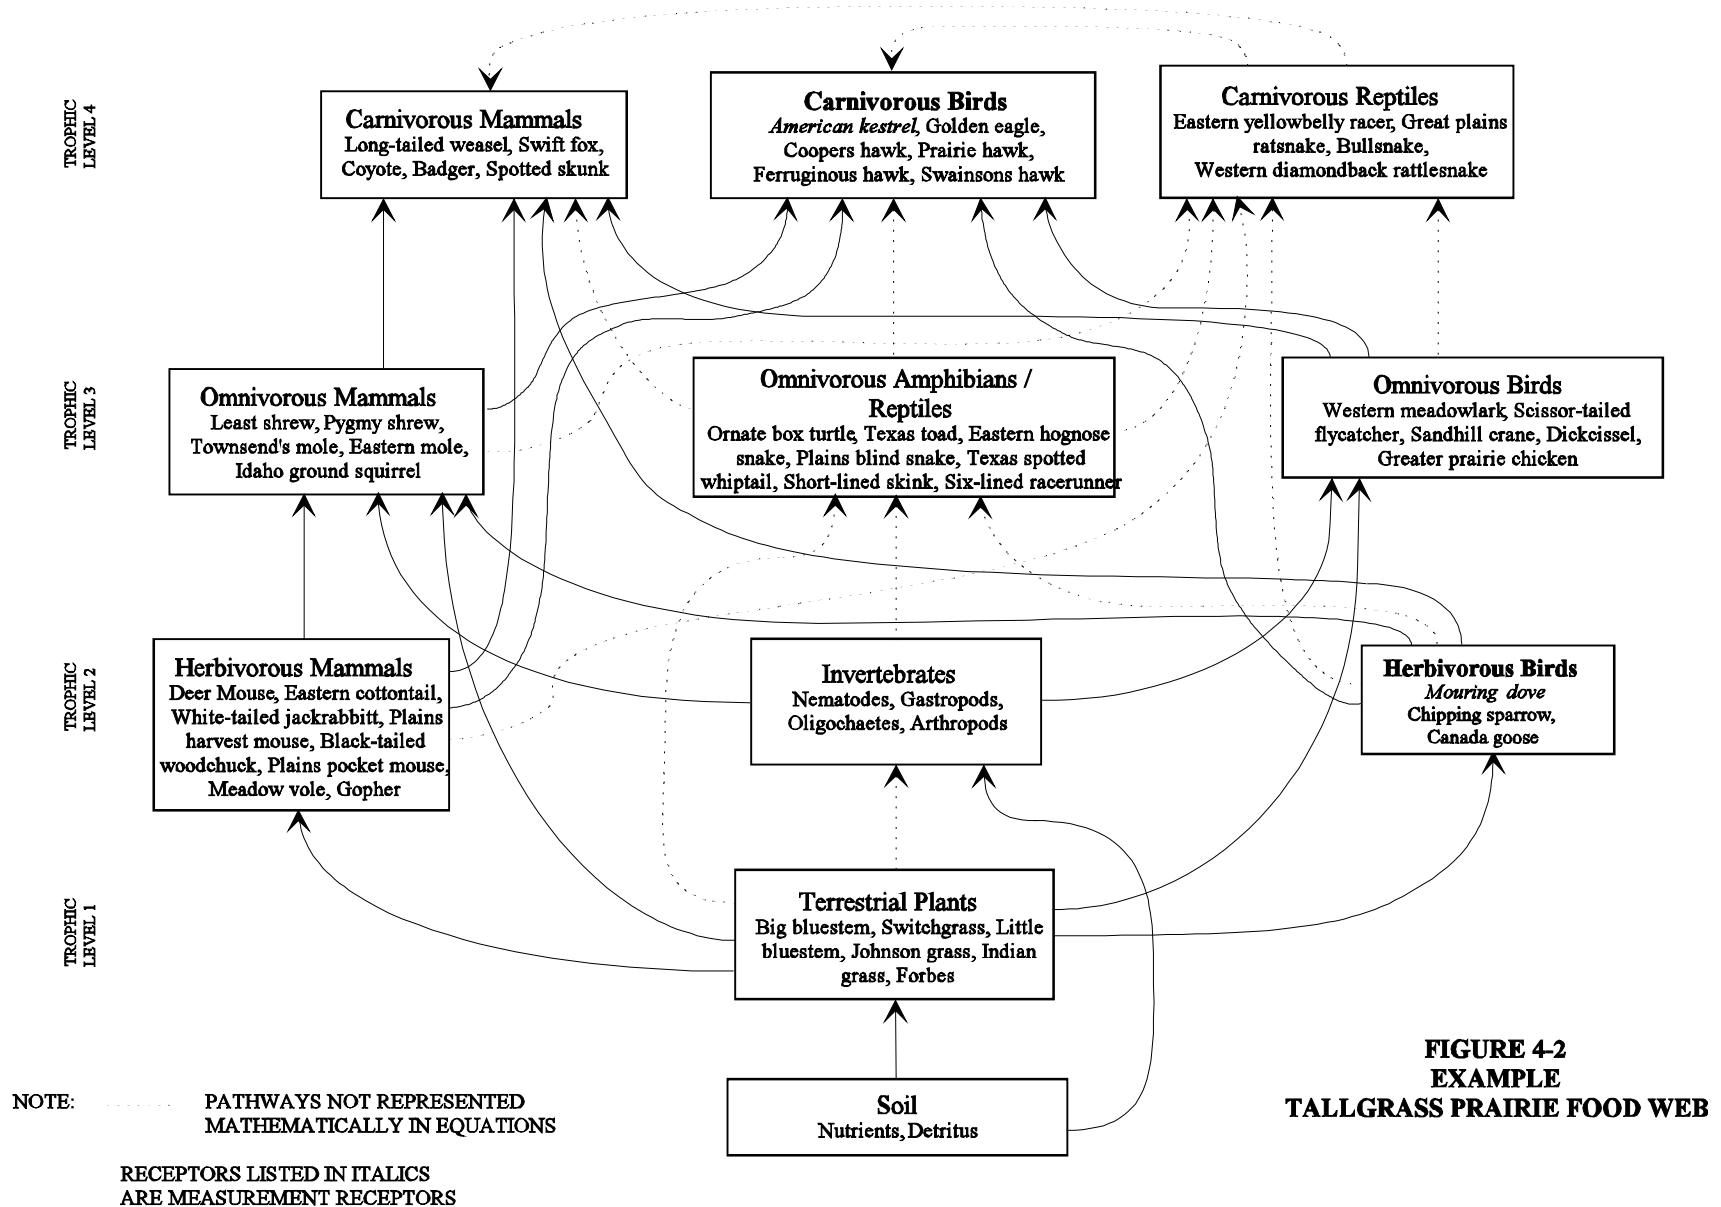 TROPHIC
LEVEL 4
Carnivorous Mammals
Long-tailed weasel, Swift fox,
Coyote, Badger, Spotted skunk
Carnivorous Birds
American kestrel, Golden eagle,
Coopers hawk, Prairie hawk,
Ferruginous hawk, Swainsons hawk
Carnivorous Reptiles
Eastern yellowbelly racer, Great plains
ratsnake, Bullsnake,
Western diamondback rattlesnake
TROPHIC
LEVEL 3
Omnivorous Mammals
Least shrew, Pygmy shrew,
Townsend's mole, Eastern mole,
Idaho ground squirrel
Omnivorous Amphibians /
Reptiles
Ornate box turtle, Texas toad, Eastern hognose
snake, Plains blind snake, Texas spotted
whiptail, Short-lined skink, Six-lined racerunner
Omnivorous Birds
Western meadowlark, Scissor-tailed
flycatcher, Sandhill crane, Dickcissel,
Greater prairie chicken
TROPHIC
LEVEL 2
Herbivorous Mammals
Deer Mouse, Eastern cottontail,
White-tailed jackrabbitt, Plains
harvest mouse, Black-tailed
woodchuck, Plains pocket mouse,
Meadow vole, Gopher
Invertebrates
Nematodes, Gastropods,
Oligochaetes, Arthropods
Herbivorous Birds
Mouring dove
Chipping sparrow,
Canada goose
TROPHIC
LEVEL 1
Terrestrial Plants
Big bluestem, Switchgrass, Little
bluestem, Johnson grass, Indian
grass, Forbes
Soil
Nutrients, Detritus
NOTE:
PATHWAYS NOT REPRESENTED
MATHEMATICALLY IN EQUATIONS
RECEPTORS LISTED IN ITALICS
ARE MEASUREMENT RECEPTORS
FIGURE 4-2
EXAMPLE
TALLGRASS PRAIRIE FOOD WEB